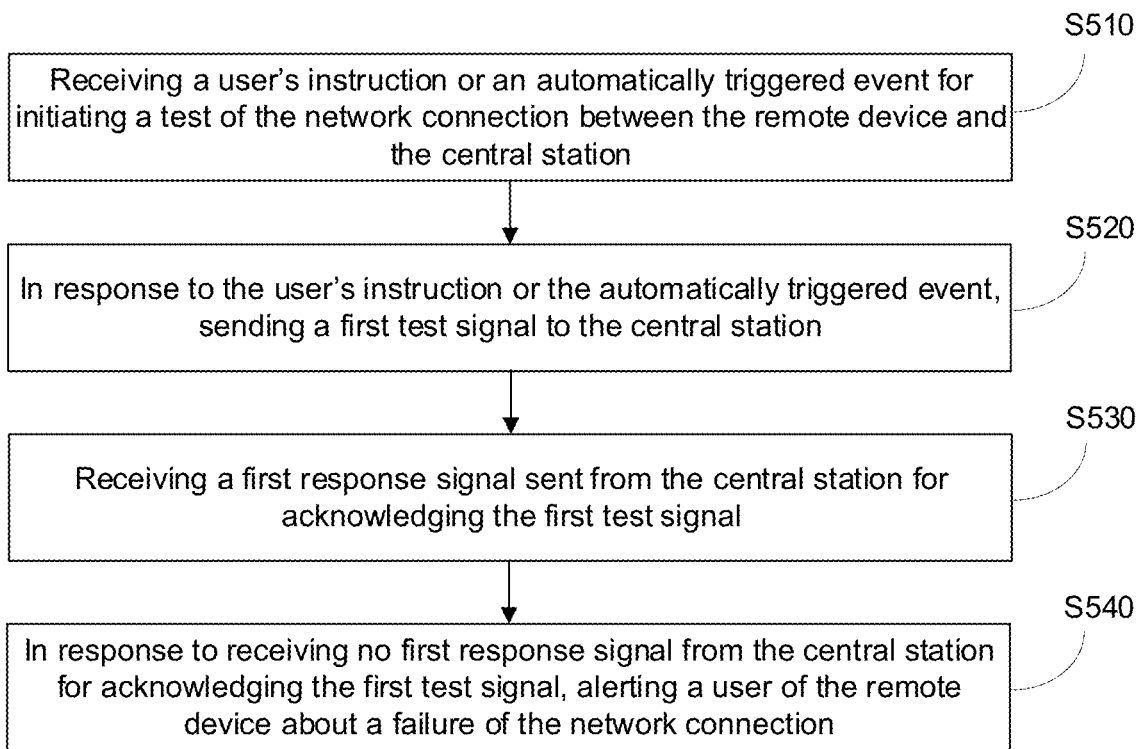 S510
Receiving a user's instruction or an automatically triggered event for
initiating a test of the network connection between the remote device and
the central station
S520
In response to the user's instruction or the automatically triggered event,
sending a first test signal to the central station
S530
Receiving a first response signal sent from the central station for
acknowledging the first test signal
S540
In response to receiving no first response signal from the central station
for acknowledging the first test signal, alerting a user of the remote
device about a failure of the network connection